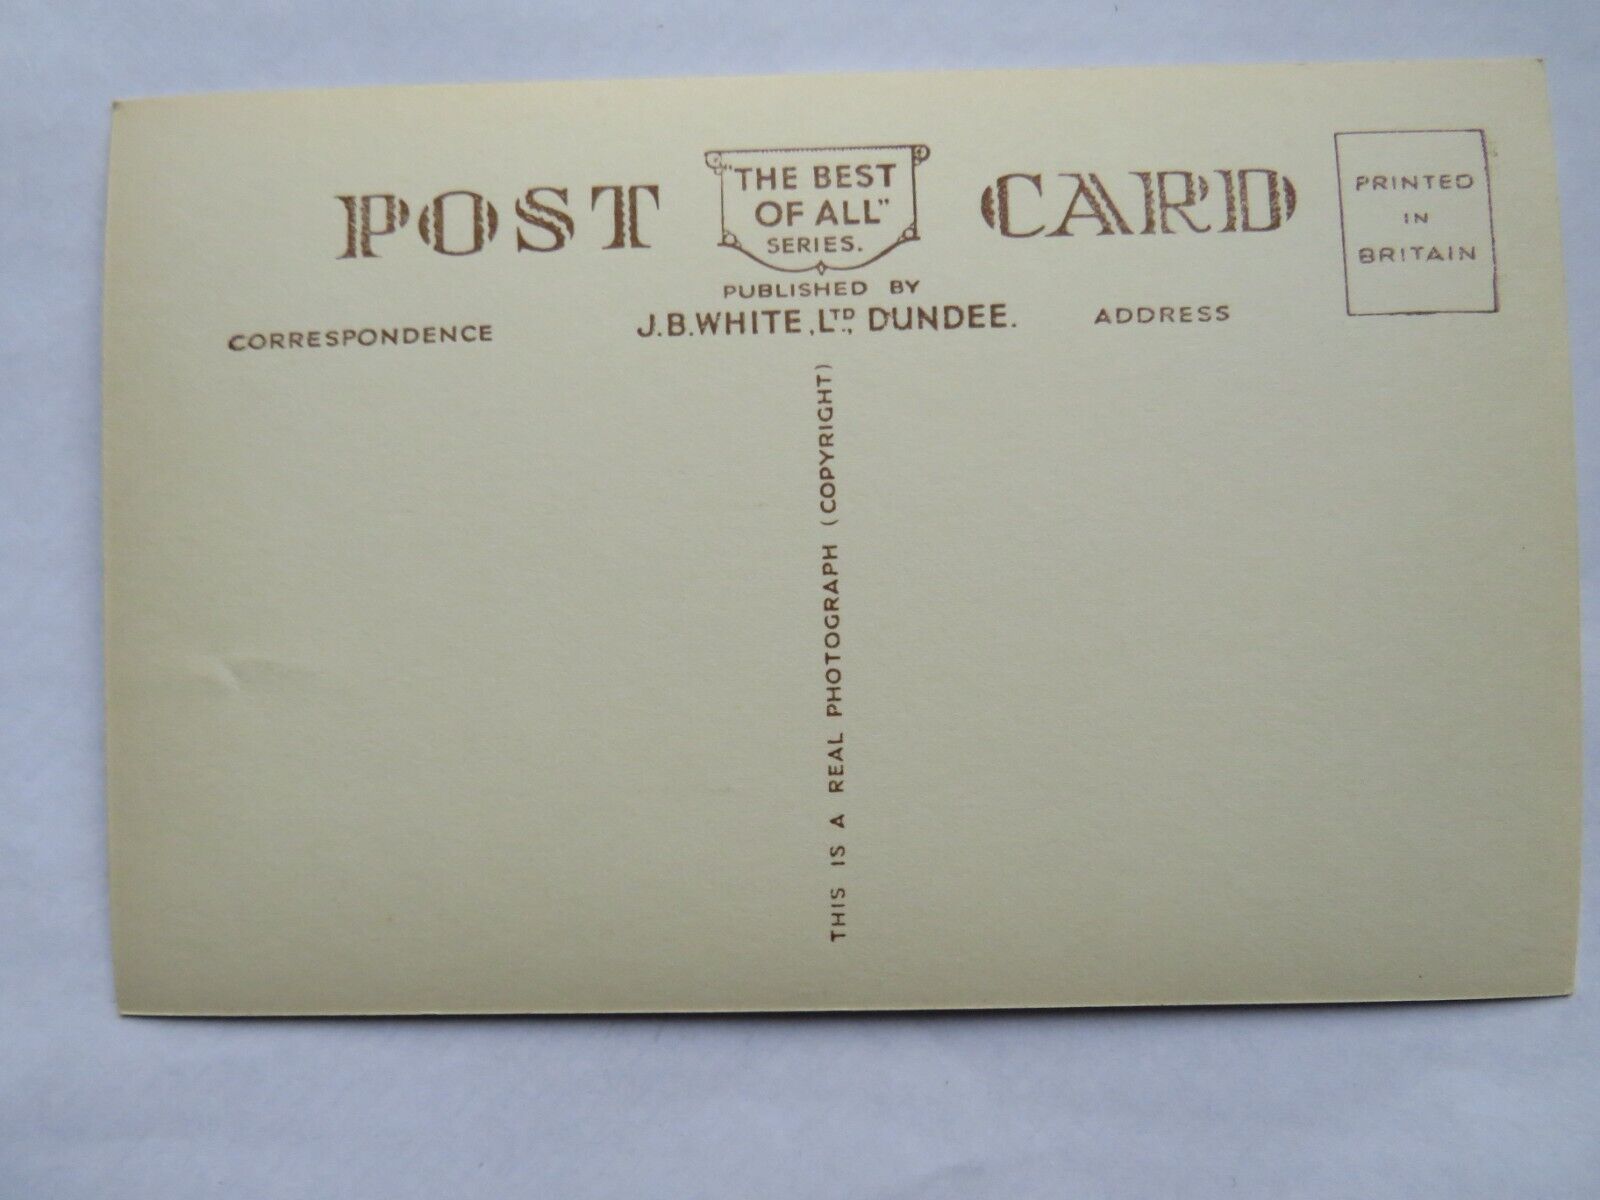 POST CARD
"THE BEST
OF ALL"
SERIES.
PUBLISHED BY
J.B. WHITE, LTD., DUNDEE.
CORRESPONDENCE
ADDRESS
PRINTED
IN
BRITAIN
THIS IS A REAL PHOTOGRAPH (COPYRIGHT)